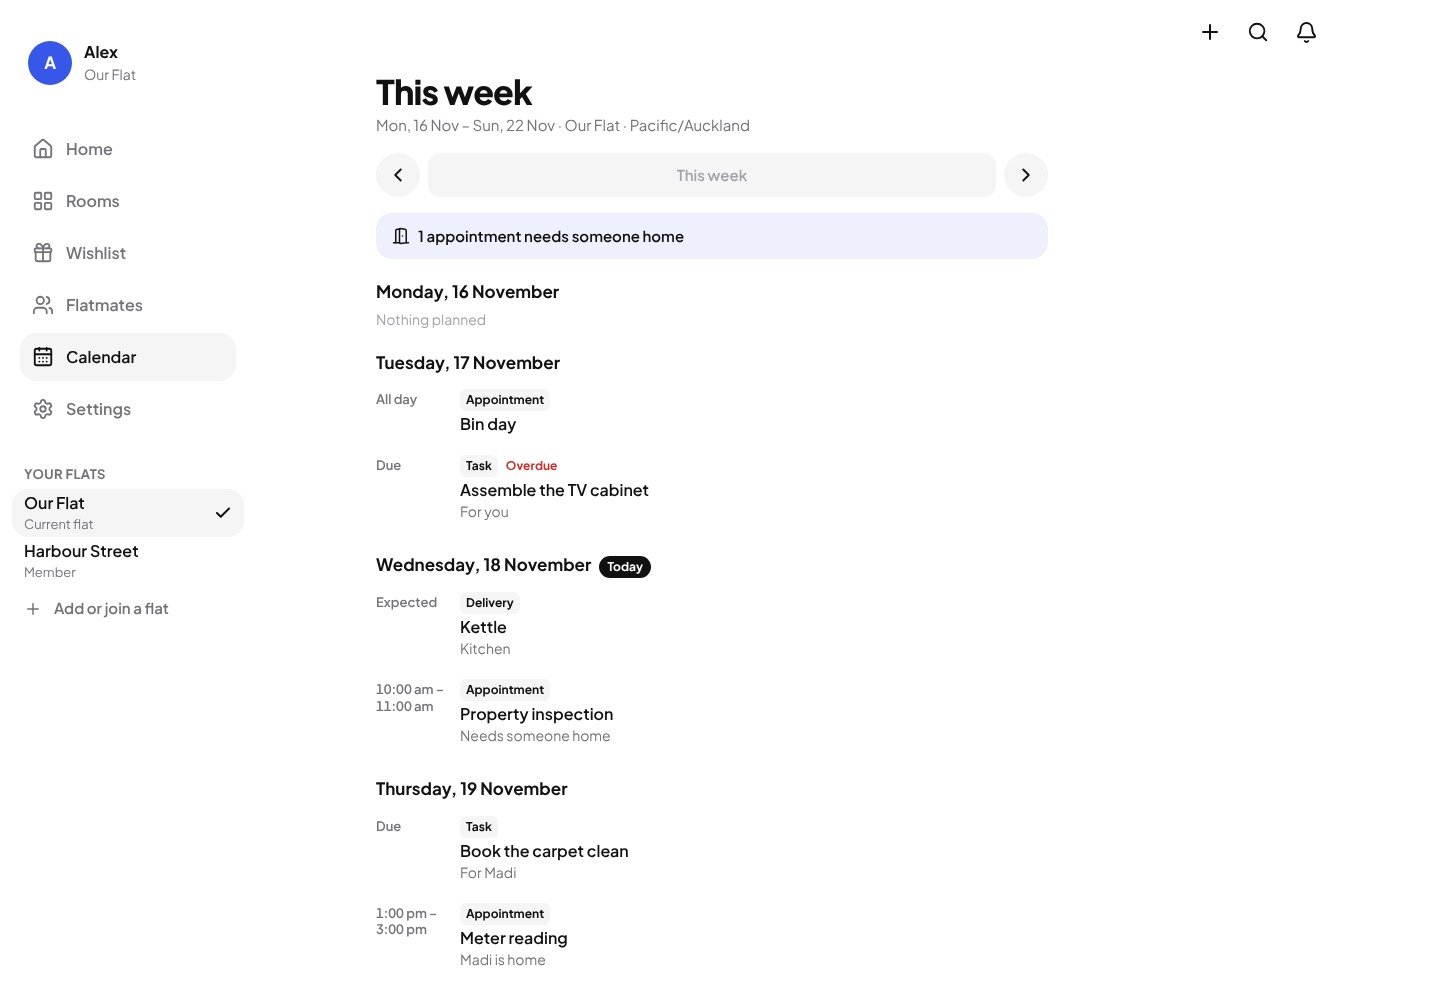 A
Alex
Our Flat
Home
Rooms
Wishlist
Flatmates
Calendar
Settings
YOUR FLATS
Our Flat
Current flat
Harbour Street
Member
Add or join a flat
This week
Mon, 16 Nov – Sun, 22 Nov · Our Flat · Pacific/Auckland
This week
1 appointment needs someone home
Monday, 16 November
Nothing planned
Tuesday, 17 November
All day
Appointment
Bin day
Due
Task Overdue
Assemble the TV cabinet
For you
Wednesday, 18 November Today
Expected
Delivery
Kettle
Kitchen
10:00 am –
11:00 am
Appointment
Property inspection
Needs someone home
Thursday, 19 November
Due
Task
Book the carpet clean
For Madi
1:00 pm –
3:00 pm
Appointment
Meter reading
Madi is home